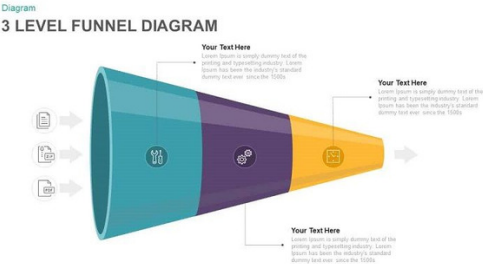 Diagram
3 LEVEL FUNNEL DIAGRAM
Your Text Here
Lorem Ipsum is simply dummy text of the
printing and typesetting industry. Lorem
Ipsum has been the industry's standard
dummy text ever since the 1500s
Your Text Here
Lorem Ipsum is simply dummy text of the
printing and typesetting industry. Lorem
Ipsum has been the industry's standard
dummy text ever since the 1500s
ZIP
PDF
Your Text Here
Lorem Ipsum is simply dummy text of the
printing and typesetting industry. Lorem
Ipsum has been the industry's standard
dummy text ever since the 1500s